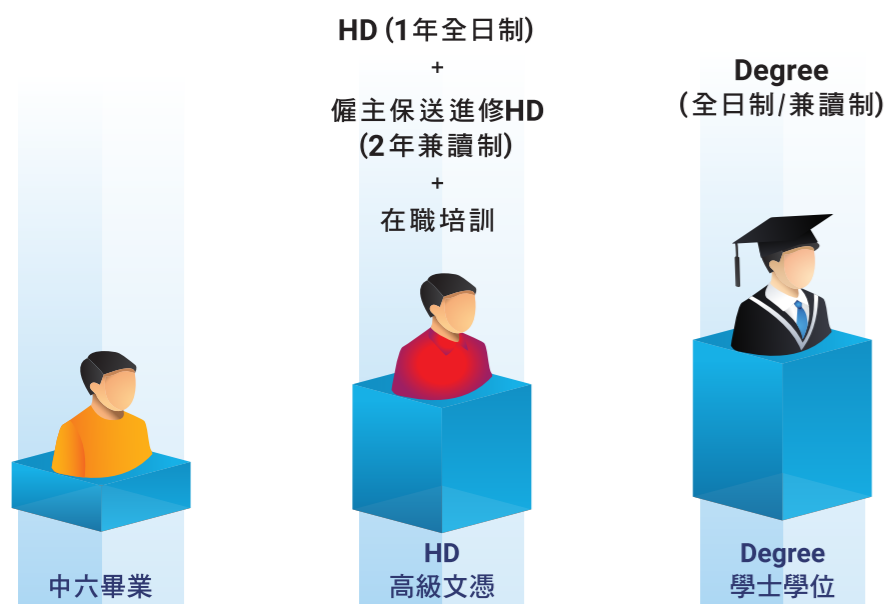 HD (1年全日制)
+
僱主保送進修HD
(2年兼讀制)
+
在職培訓
Degree
(全日制/兼讀制)
中六畢業
HD
高級文憑
Degree
學士學位